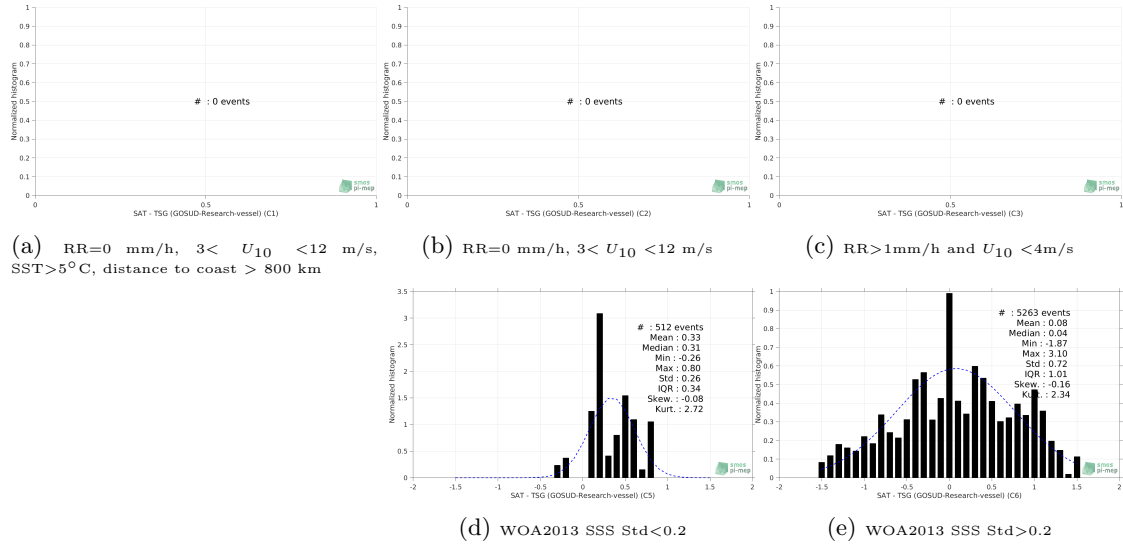 1
0.9
0.8
0.7
0.6
0.5
0.4
0.3
0.2
0.1
0
Normalized histogram
# : 0 events
smos
pi-mep
0 0.5 1
SAT - TSG (GOSUD-Research-vessel) (C1)
(a) RR=0 mm/h, 3< U10 <12 m/s,
SST>5°C, distance to coast > 800 km
1
0.9
0.8
0.7
0.6
0.5
0.4
0.3
0.2
0.1
0
Normalized histogram
# : 0 events
smos
pi-mep
0 0.5 1
SAT - TSG (GOSUD-Research-vessel) (C2)
(b) RR=0 mm/h, 3< U10 <12 m/s
1
0.9
0.8
0.7
0.6
0.5
0.4
0.3
0.2
0.1
0
Normalized histogram
# : 0 events
smos
pi-mep
0 0.5 1
SAT - TSG (GOSUD-Research-vessel) (C3)
(c) RR>1mm/h and U10 <4m/s
3.5
3
2.5
2
1.5
1
0.5
0
Normalized histogram
# : 512 events
Mean : 0.33
Median : 0.31
Min : -0.26
Max : 0.80
Std : 0.26
IQR : 0.34
Skew. : -0.08
Kurt. : 2.72
smos
pi-mep
-2 -1.5 -1 -0.5 0 0.5 1 1.5 2
SAT - TSG (GOSUD-Research-vessel) (C5)
(d) WOA2013 SSS Std<0.2
1
0.9
0.8
0.7
0.6
0.5
0.4
0.3
0.2
0.1
0
Normalized histogram
# : 5263 events
Mean : 0.08
Median : 0.04
Min : -1.87
Max : 3.10
Std : 0.72
IQR : 1.01
Skew. : -0.16
Kurt. : 2.34
smos
pi-mep
-2 -1.5 -1 -0.5 0 0.5 1 1.5 2
SAT - TSG (GOSUD-Research-vessel) (C6)
(e) WOA2013 SSS Std>0.2